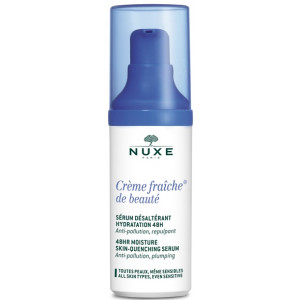 NUXE
PARIS
Crème fraîche®
de beauté
SÉRUM DÉSALTÉRANT
HYDRATATION 48H
Anti-pollution, repulpant
48HR MOISTURE
SKIN-QUENCHING SERUM
Anti-pollution, plumping
TOUTES PEAUX, MÊME SENSIBLES
ALL SKIN TYPES, EVEN SENSITIVE